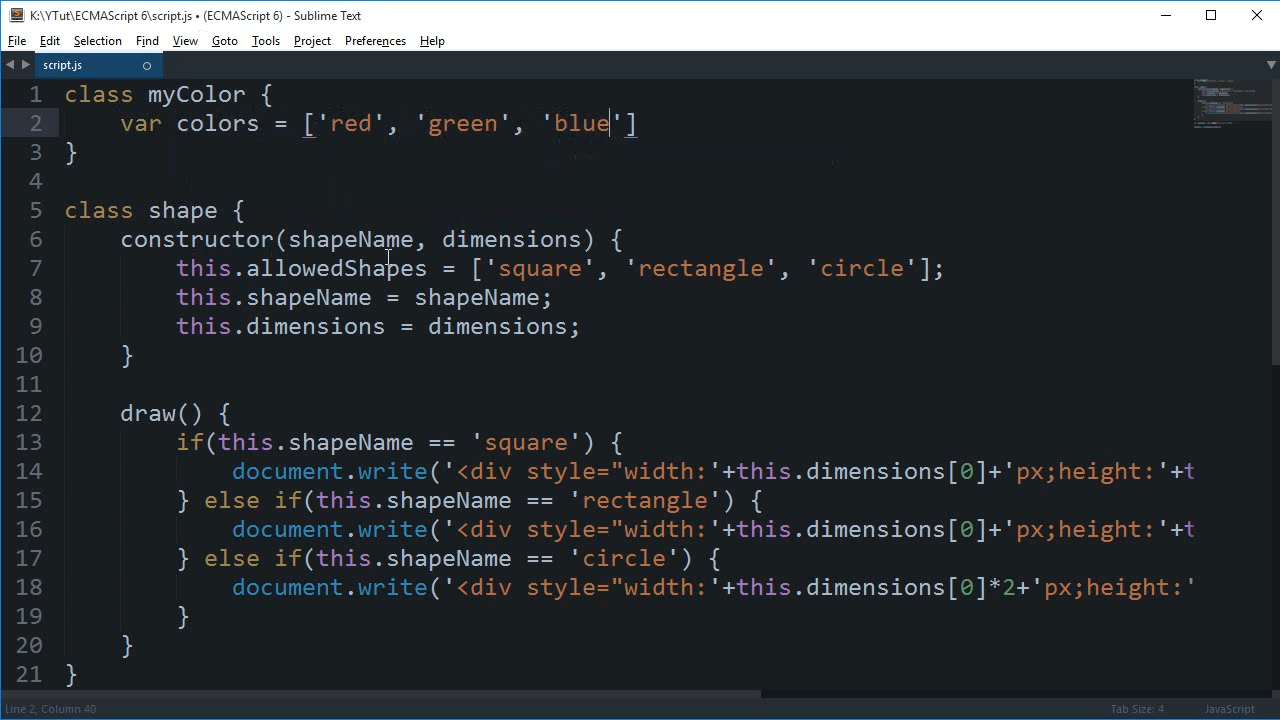 K:\YTut\ECMAScript 6\script.js • (ECMAScript 6) - Sublime Text
File Edit Selection Find View Goto Tools Project Preferences Help
script.js
1 class myColor {
2     var colors = ['red', 'green', 'blue']
3 }
4
5 class shape {
6     constructor(shapeName, dimensions) {
7         this.allowedShapes = ['square', 'rectangle', 'circle'];
8         this.shapeName = shapeName;
9         this.dimensions = dimensions;
10     }
11
12     draw() {
13         if(this.shapeName == 'square') {
14             document.write('<div style="width:'+this.dimensions[0]+'px;height:'+t
15         } else if(this.shapeName == 'rectangle') {
16             document.write('<div style="width:'+this.dimensions[0]+'px;height:'+t
17         } else if(this.shapeName == 'circle') {
18             document.write('<div style="width:'+this.dimensions[0]*2+'px;height:'
19         }
20     }
21 }
Line 2, Column 40 Tab Size: 4 JavaScript